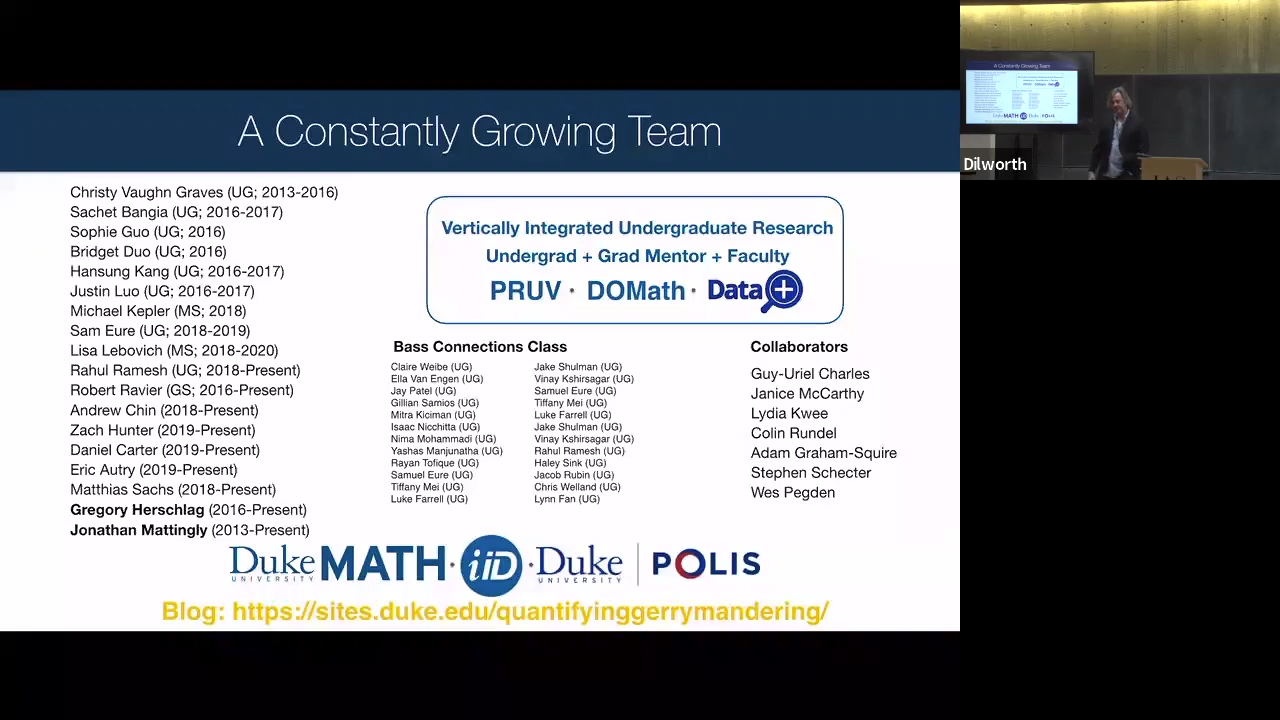 A Constantly Growing Team
Christy Vaughn Graves (UG; 2013-2016)
Sachet Bangia (UG; 2016-2017)
Sophie Guo (UG; 2016)
Bridget Duo (UG; 2016)
Hansung Kang (UG; 2016-2017)
Justin Luo (UG; 2016-2017)
Michael Kepler (MS; 2018)
Sam Eure (UG; 2018-2019)
Lisa Lebovich (MS; 2018-2020)
Rahul Ramesh (UG; 2018-Present)
Robert Ravier (GS; 2016-Present)
Andrew Chin (2018-Present)
Zach Hunter (2019-Present)
Daniel Carter (2019-Present)
Eric Autry (2019-Present)
Matthias Sachs (2018-Present)
Gregory Herschlag (2016-Present)
Jonathan Mattingly (2013-Present)
Vertically Integrated Undergraduate Research
Undergrad + Grad Mentor + Faculty
PRUV · DOMath · Data+
Bass Connections Class
Claire Weibe (UG)
Ella Van Engen (UG)
Jay Patel (UG)
Gillian Samios (UG)
Mitra Kiciman (UG)
Isaac Nicchitta (UG)
Nima Mohammadi (UG)
Yashas Manjunatha (UG)
Rayan Tofique (UG)
Samuel Eure (UG)
Tiffany Mei (UG)
Luke Farrell (UG)
Jake Shulman (UG)
Vinay Kshirsagar (UG)
Samuel Eure (UG)
Tiffany Mei (UG)
Luke Farrell (UG)
Jake Shulman (UG)
Vinay Kshirsagar (UG)
Rahul Ramesh (UG)
Haley Sink (UG)
Jacob Rubin (UG)
Chris Welland (UG)
Lynn Fan (UG)
Collaborators
Guy-Uriel Charles
Janice McCarthy
Lydia Kwee
Colin Rundel
Adam Graham-Squire
Stephen Schecter
Wes Pegden
Duke UNIVERSITY MATH · iiD · Duke UNIVERSITY | POLIS
Blog: https://sites.duke.edu/quantifyinggerrymandering/
A Constantly Growing Team
Dilworth